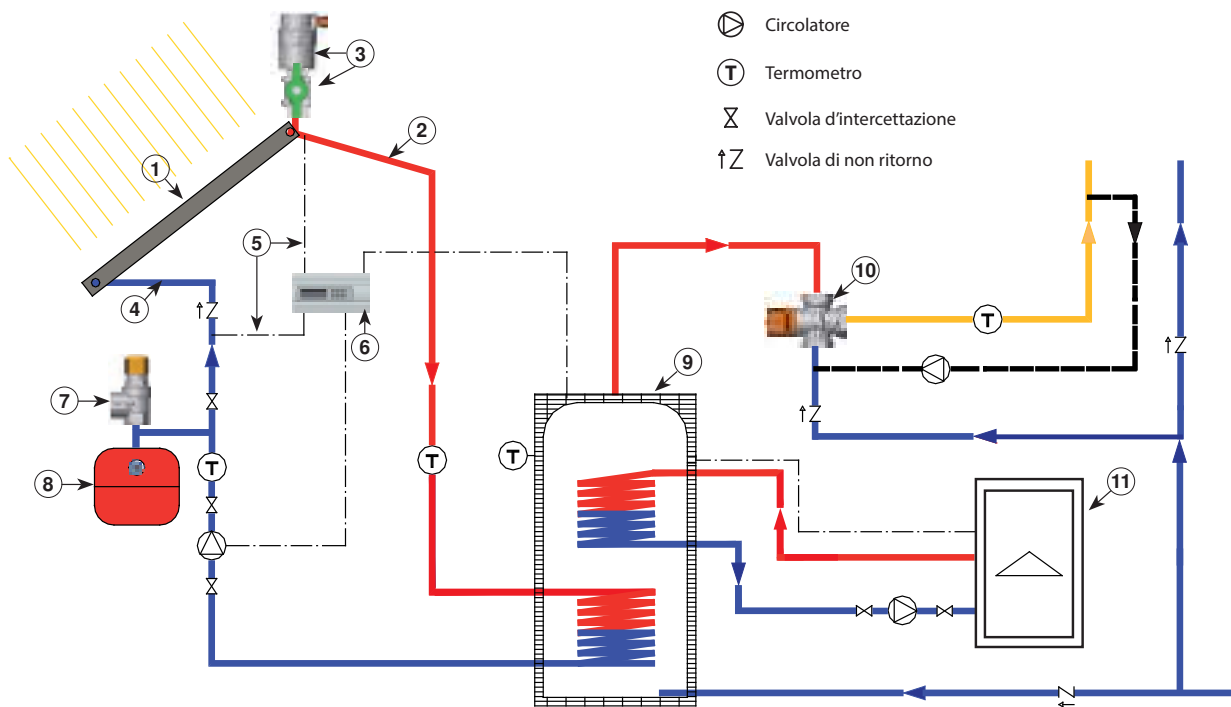 Circolatore
T Termometro
Valvola d'intercettazione
Valvola di non ritorno
3
2
1
5
4
6
10
T
9
7
T
T
T
8
11